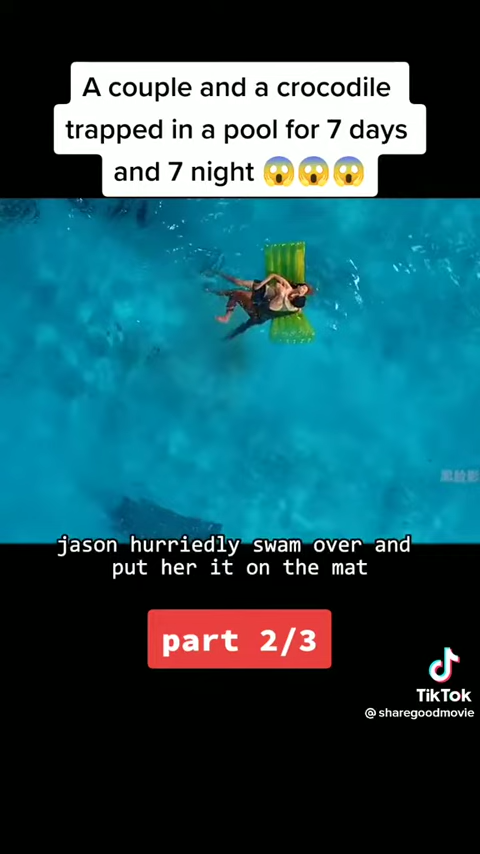 A couple and a crocodile
trapped in a pool for 7 days
and 7 night 😱😱😱
jason hurriedly swam over and
put her it on the mat
part 2/3
TikTok
@sharegoodmovie